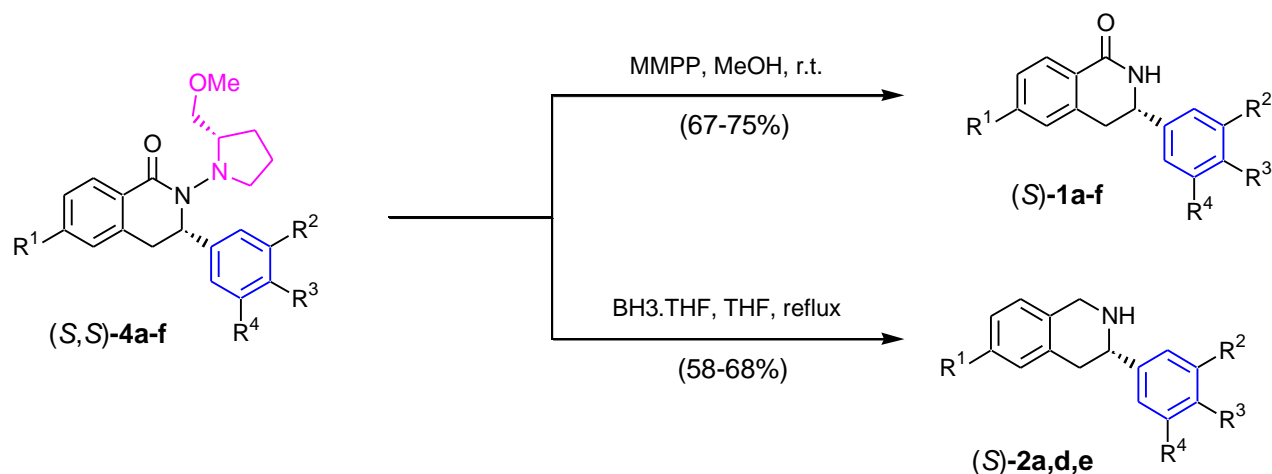 OMe
O
N
N
R¹
R²
R³
R⁴
(S,S)-4a-f
MMPP, MeOH, r.t.
(67-75%)
O
NH
R¹
R²
R³
R⁴
(S)-1a-f
BH3.THF, THF, reflux
(58-68%)
NH
R¹
R²
R³
R⁴
(S)-2a,d,e